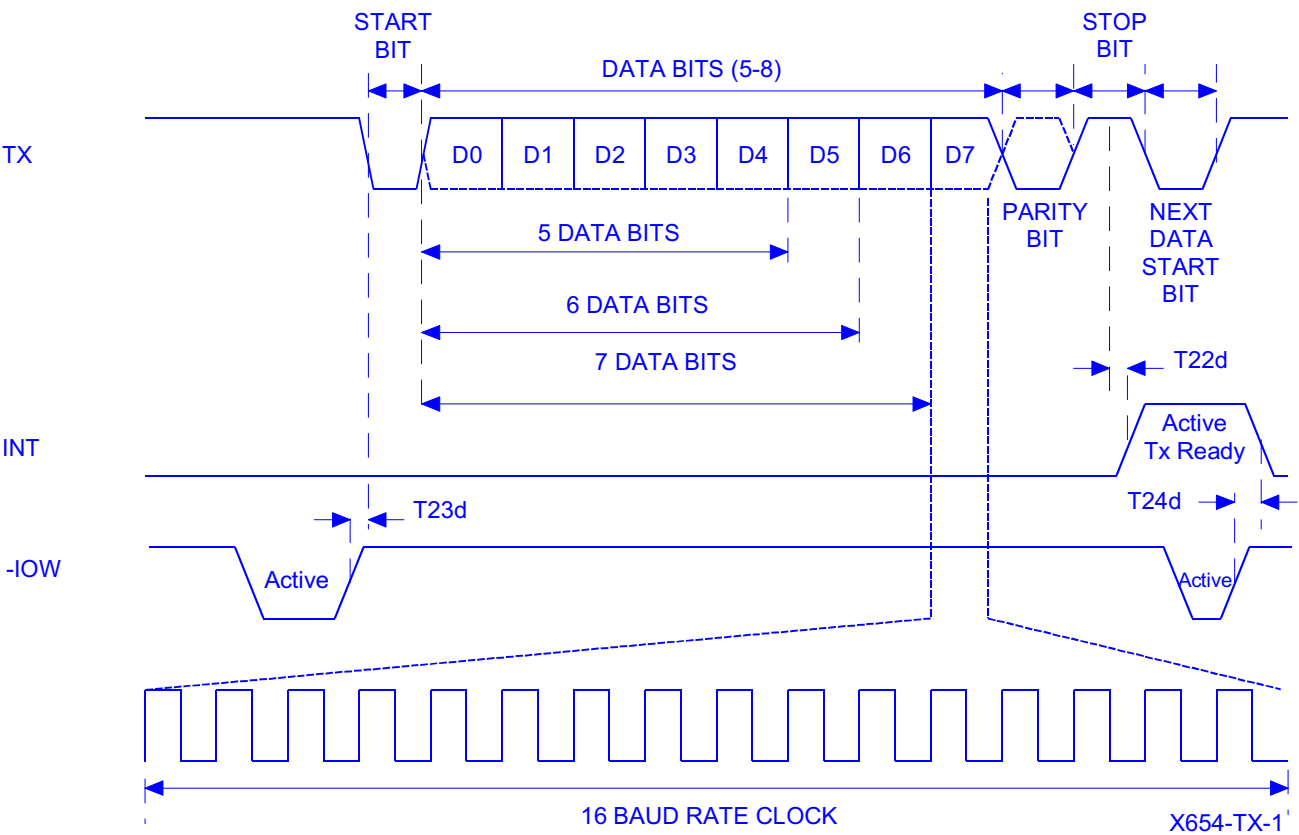 START
BIT
STOP
BIT
DATA BITS (5-8)
TX
D0 D1 D2 D3 D4 D5 D6 D7
PARITY
BIT
NEXT
DATA
START
BIT
5 DATA BITS
6 DATA BITS
7 DATA BITS
T22d
INT
Active
Tx Ready
T23d
T24d
-IOW
Active
Active
16 BAUD RATE CLOCK
X654-TX-1